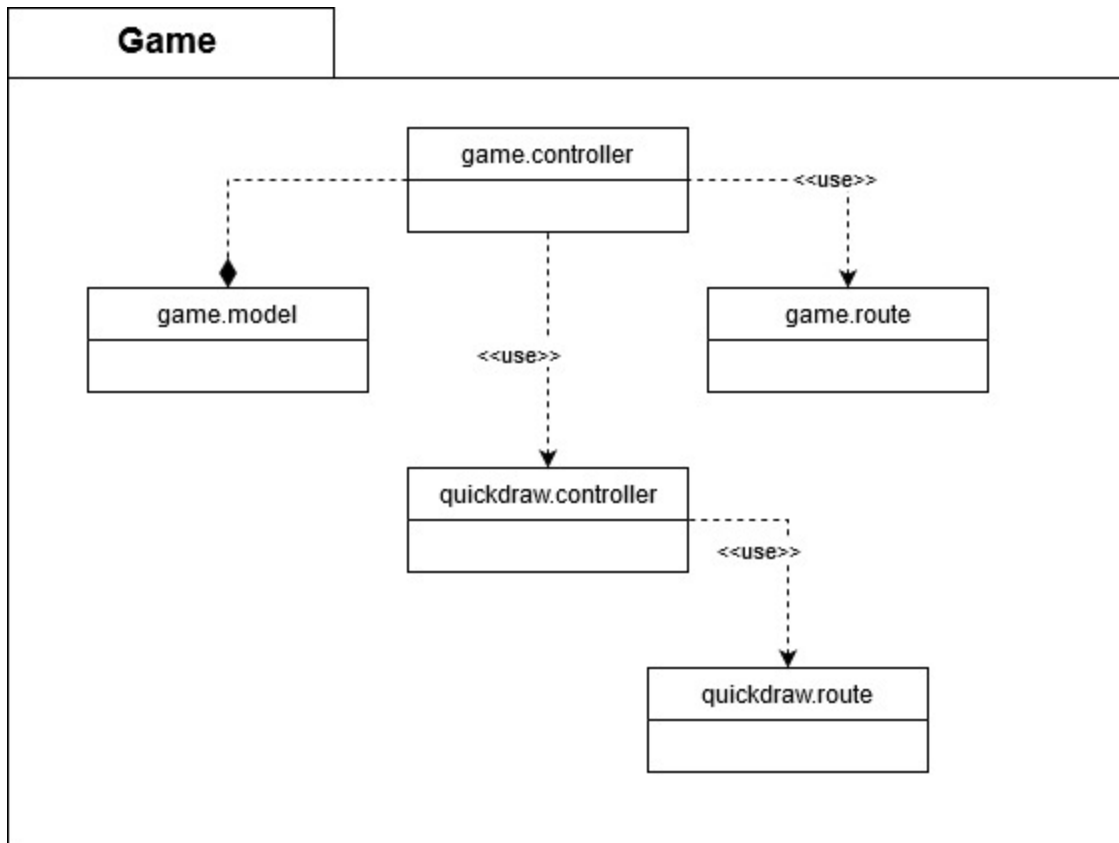 Game
game.controller
<<use>>
game.model
game.route
<<use>>
quickdraw.controller
<<use>>
quickdraw.route